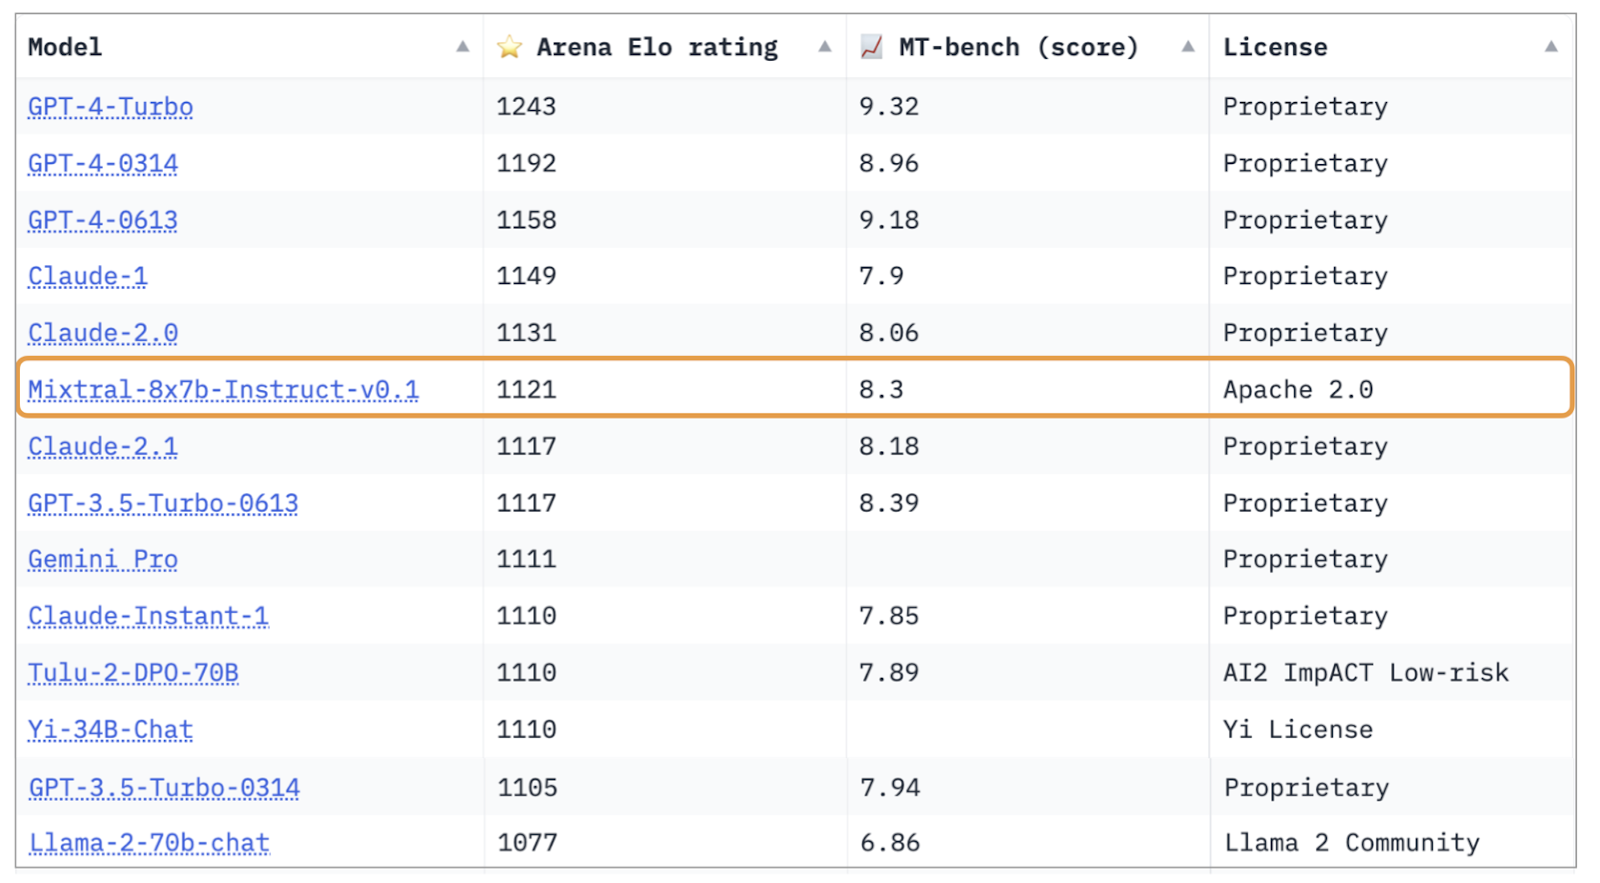 Model ▲ ⭐ Arena Elo rating ▲ 📈 MT-bench (score) ▲ License ▲
GPT-4-Turbo 1243 9.32 Proprietary
GPT-4-0314 1192 8.96 Proprietary
GPT-4-0613 1158 9.18 Proprietary
Claude-1 1149 7.9 Proprietary
Claude-2.0 1131 8.06 Proprietary
Mixtral-8x7b-Instruct-v0.1 1121 8.3 Apache 2.0
Claude-2.1 1117 8.18 Proprietary
GPT-3.5-Turbo-0613 1117 8.39 Proprietary
Gemini Pro 1111 Proprietary
Claude-Instant-1 1110 7.85 Proprietary
Tulu-2-DPO-70B 1110 7.89 AI2 ImpACT Low-risk
Yi-34B-Chat 1110 Yi License
GPT-3.5-Turbo-0314 1105 7.94 Proprietary
Llama-2-70b-chat 1077 6.86 Llama 2 Community